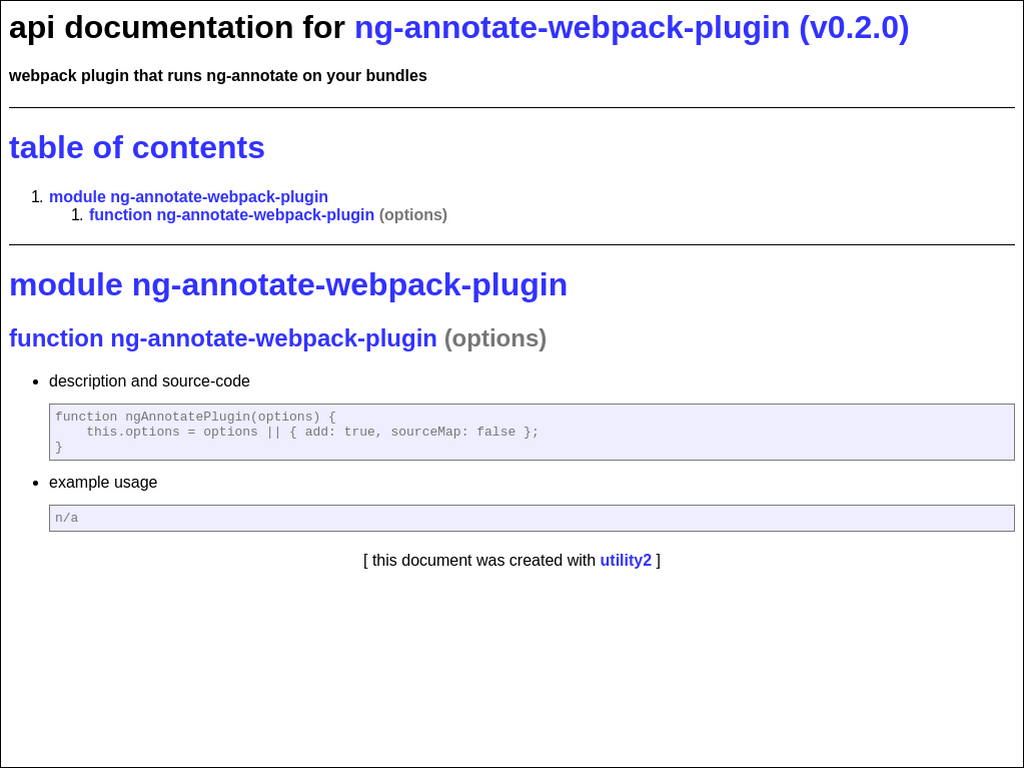 api documentation for ng-annotate-webpack-plugin (v0.2.0)
webpack plugin that runs ng-annotate on your bundles
table of contents
1. module ng-annotate-webpack-plugin
1. function ng-annotate-webpack-plugin (options)
module ng-annotate-webpack-plugin
function ng-annotate-webpack-plugin (options)
• description and source-code
function ngAnnotatePlugin(options) {
    this.options = options || { add: true, sourceMap: false };
}
• example usage
n/a
[ this document was created with utility2 ]